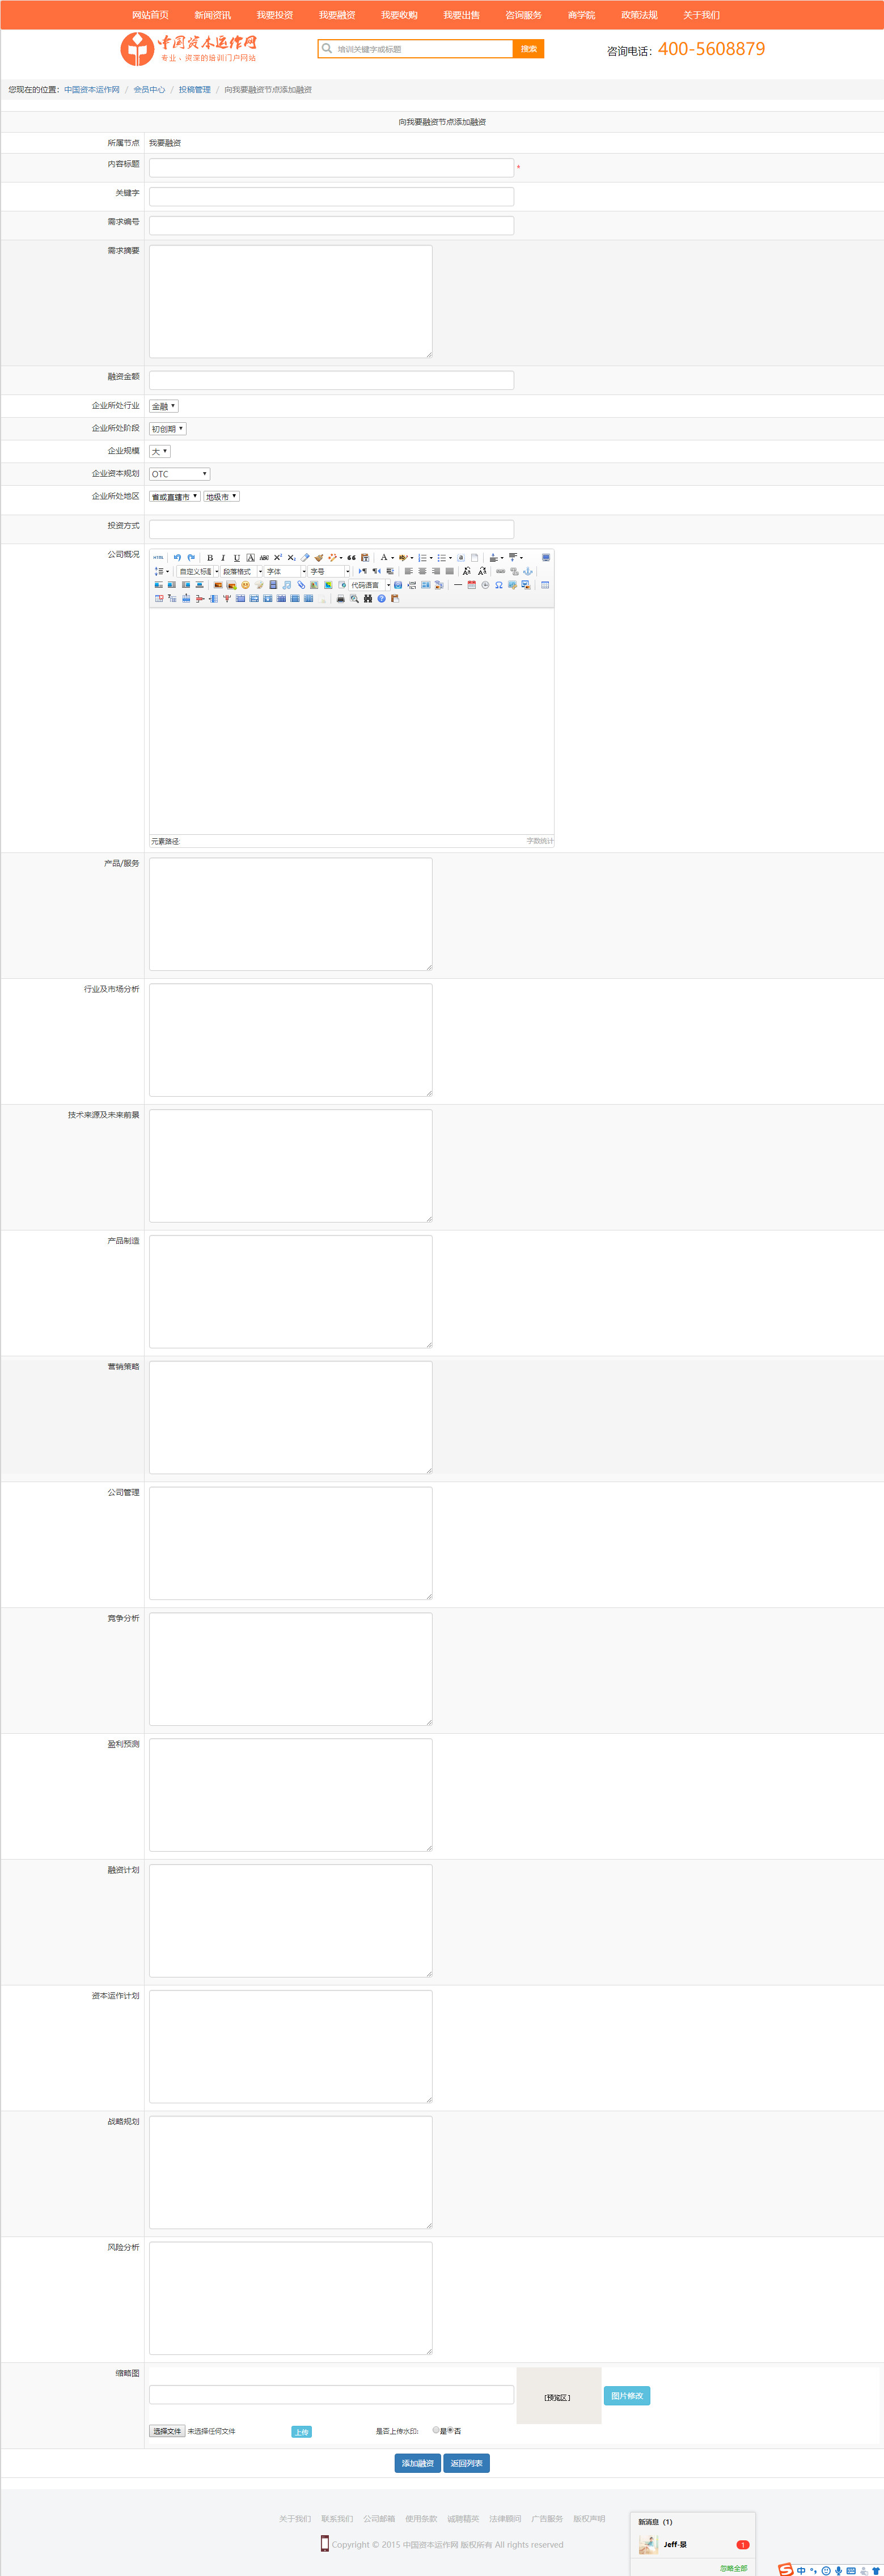 网站首页 新闻资讯 我要投资 我要融资 我要收购 我要出售 咨询服务 商学院 政策法规 关于我们
中国资本运作网
专业、资深的培训门户网站
培训关键字或标题 搜索
咨询电话：400-5608879
您现在的位置：中国资本运作网 / 会员中心 / 投稿管理 / 向我要融资节点添加融资
向我要融资节点添加融资
所属节点 我要融资
内容标题 *
关键字
需求编号
需求摘要
融资金额
企业所处行业 金融
企业所处阶段 初创期
企业规模 大
企业资本规划 OTC
企业所处地区 省或直辖市 地级市
投资方式
公司概况
HTML
自定义标题 段落格式 字体 字号
代码语言
元素路径: 字数统计
产品/服务
行业及市场分析
技术来源及未来前景
产品制造
营销策略
公司管理
竞争分析
盈利预测
融资计划
资本运作计划
战略规划
风险分析
缩略图
[预览区] 图片修改
选择文件 未选择任何文件 上传 是否上传水印: 是 否
添加融资 返回列表
关于我们 联系我们 公司邮箱 使用条款 诚聘精英 法律顾问 广告服务 版权声明
Copyright © 2015 中国资本运作网 版权所有 All rights reserved
新消息（1）
Jeff-景 1
忽略全部
中